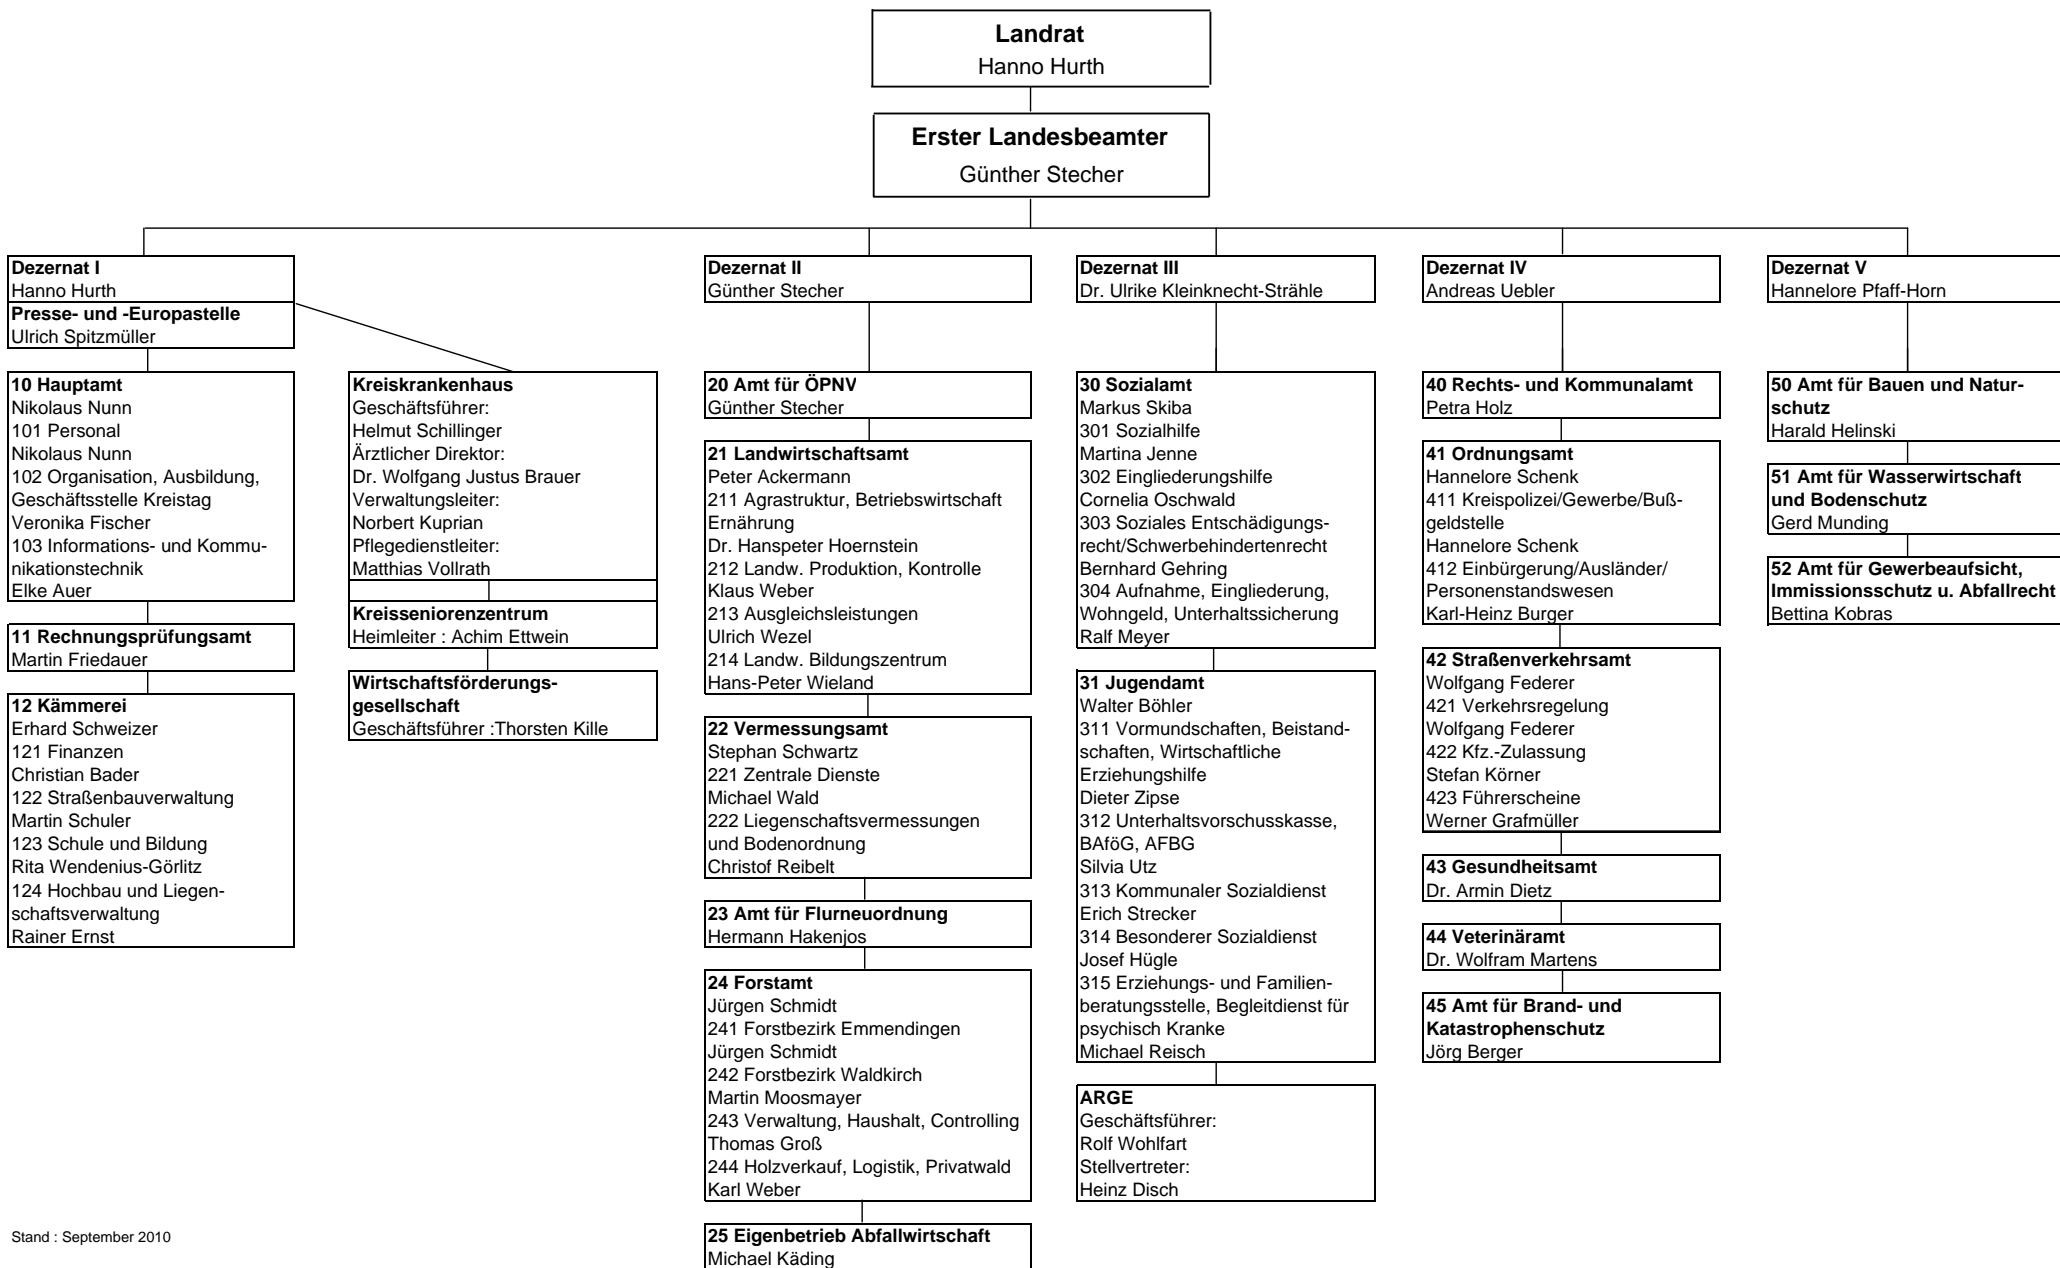 Landrat
Hanno Hurth
Erster Landesbeamter
Günther Stecher
Dezernat I
Hanno Hurth
Presse- und -Europastelle
Ulrich Spitzmüller
10 Hauptamt
Nikolaus Nunn
101 Personal
Nikolaus Nunn
102 Organisation, Ausbildung,
Geschäftsstelle Kreistag
Veronika Fischer
103 Informations- und Kommu-
nikationstechnik
Elke Auer
11 Rechnungsprüfungsamt
Martin Friedauer
12 Kämmerei
Erhard Schweizer
121 Finanzen
Christian Bader
122 Straßenbauverwaltung
Martin Schuler
123 Schule und Bildung
Rita Wendenius-Görlitz
124 Hochbau und Liegen-
schaftsverwaltung
Rainer Ernst
Kreiskrankenhaus
Geschäftsführer:
Helmut Schillinger
Ärztlicher Direktor:
Dr. Wolfgang Justus Brauer
Verwaltungsleiter:
Norbert Kuprian
Pflegedienstleiter:
Matthias Vollrath
Kreisseniorenzentrum
Heimleiter : Achim Ettwein
Wirtschaftsförderungs-
gesellschaft
Geschäftsführer :Thorsten Kille
Dezernat II
Günther Stecher
20 Amt für ÖPNV
Günther Stecher
21 Landwirtschaftsamt
Peter Ackermann
211 Agrastruktur, Betriebswirtschaft
Ernährung
Dr. Hanspeter Hoernstein
212 Landw. Produktion, Kontrolle
Klaus Weber
213 Ausgleichsleistungen
Ulrich Wezel
214 Landw. Bildungszentrum
Hans-Peter Wieland
22 Vermessungsamt
Stephan Schwartz
221 Zentrale Dienste
Michael Wald
222 Liegenschaftsvermessungen
und Bodenordnung
Christof Reibelt
23 Amt für Flurneuordnung
Hermann Hakenjos
24 Forstamt
Jürgen Schmidt
241 Forstbezirk Emmendingen
Jürgen Schmidt
242 Forstbezirk Waldkirch
Martin Moosmayer
243 Verwaltung, Haushalt, Controlling
Thomas Groß
244 Holzverkauf, Logistik, Privatwald
Karl Weber
25 Eigenbetrieb Abfallwirtschaft
Michael Käding
Dezernat III
Dr. Ulrike Kleinknecht-Strähle
30 Sozialamt
Markus Skiba
301 Sozialhilfe
Martina Jenne
302 Eingliederungshilfe
Cornelia Oschwald
303 Soziales Entschädigungs-
recht/Schwerbehindertenrecht
Bernhard Gehring
304 Aufnahme, Eingliederung,
Wohngeld, Unterhaltssicherung
Ralf Meyer
31 Jugendamt
Walter Böhler
311 Vormundschaften, Beistand-
schaften, Wirtschaftliche
Erziehungshilfe
Dieter Zipse
312 Unterhaltsvorschusskasse,
BAföG, AFBG
Silvia Utz
313 Kommunaler Sozialdienst
Erich Strecker
314 Besonderer Sozialdienst
Josef Hügle
315 Erziehungs- und Familien-
beratungsstelle, Begleitdienst für
psychisch Kranke
Michael Reisch
ARGE
Geschäftsführer:
Rolf Wohlfart
Stellvertreter:
Heinz Disch
Dezernat IV
Andreas Uebler
40 Rechts- und Kommunalamt
Petra Holz
41 Ordnungsamt
Hannelore Schenk
411 Kreispolizei/Gewerbe/Buß-
geldstelle
Hannelore Schenk
412 Einbürgerung/Ausländer/
Personenstandswesen
Karl-Heinz Burger
42 Straßenverkehrsamt
Wolfgang Federer
421 Verkehrsregelung
Wolfgang Federer
422 Kfz.-Zulassung
Stefan Körner
423 Führerscheine
Werner Grafmüller
43 Gesundheitsamt
Dr. Armin Dietz
44 Veterinäramt
Dr. Wolfram Martens
45 Amt für Brand- und
Katastrophenschutz
Jörg Berger
Dezernat V
Hannelore Pfaff-Horn
50 Amt für Bauen und Natur-
schutz
Harald Helinski
51 Amt für Wasserwirtschaft
und Bodenschutz
Gerd Munding
52 Amt für Gewerbeaufsicht,
Immissionsschutz u. Abfallrecht
Bettina Kobras
Stand : September 2010